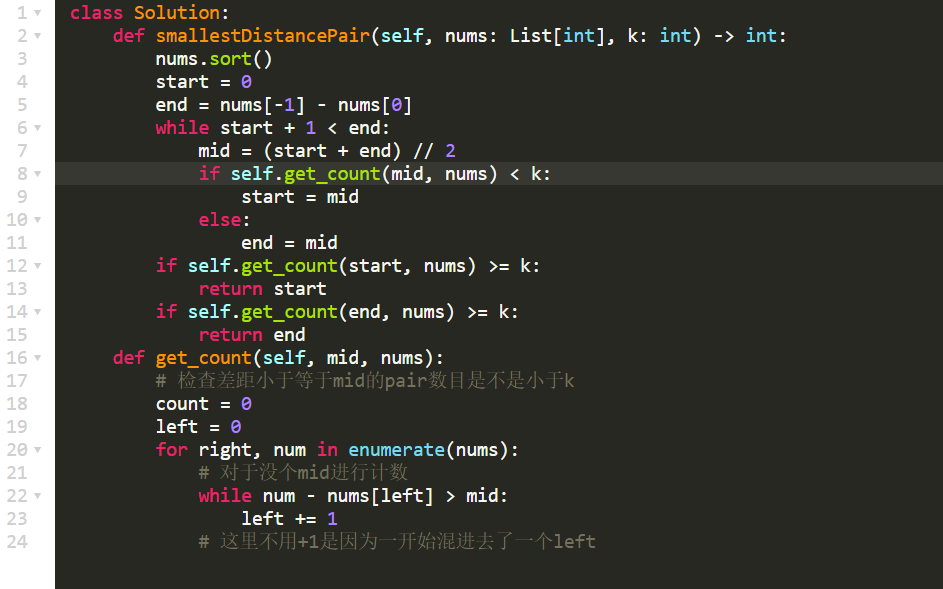 1 class Solution:
2     def smallestDistancePair(self, nums: List[int], k: int) -> int:
3         nums.sort()
4         start = 0
5         end = nums[-1] - nums[0]
6         while start + 1 < end:
7             mid = (start + end) // 2
8             if self.get_count(mid, nums) < k:
9                 start = mid
10             else:
11                 end = mid
12         if self.get_count(start, nums) >= k:
13             return start
14         if self.get_count(end, nums) >= k:
15             return end
16     def get_count(self, mid, nums):
17         # 检查差距小于等于mid的pair数目是不是小于k
18         count = 0
19         left = 0
20         for right, num in enumerate(nums):
21             # 对于没个mid进行计数
22             while num - nums[left] > mid:
23                 left += 1
24             # 这里不用+1是因为一开始混进去了一个left